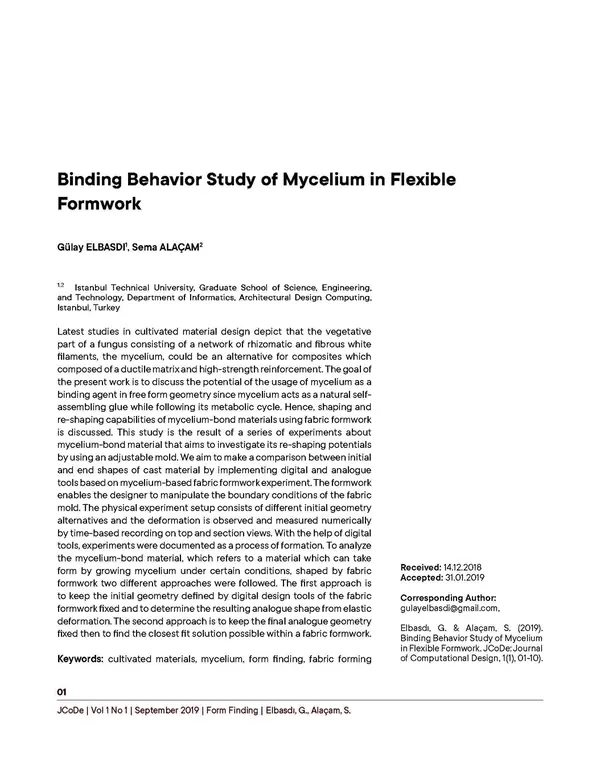 Binding Behavior Study of Mycelium in Flexible
Formwork
Gülay ELBASDI¹, Sema ALAÇAM²
¹,² Istanbul Technical University, Graduate School of Science, Engineering,
and Technology, Department of Informatics, Architectural Design Computing,
Istanbul, Turkey
Latest studies in cultivated material design depict that the vegetative
part of a fungus consisting of a network of rhizomatic and fibrous white
filaments, the mycelium, could be an alternative for composites which
composed of a ductile matrix and high-strength reinforcement. The goal of
the present work is to discuss the potential of the usage of mycelium as a
binding agent in free form geometry since mycelium acts as a natural self-
assembling glue while following its metabolic cycle. Hence, shaping and
re-shaping capabilities of mycelium-bond materials using fabric formwork
is discussed. This study is the result of a series of experiments about
mycelium-bond material that aims to investigate its re-shaping potentials
by using an adjustable mold. We aim to make a comparison between initial
and end shapes of cast material by implementing digital and analogue
tools based on mycelium-based fabric formwork experiment. The formwork
enables the designer to manipulate the boundary conditions of the fabric
mold. The physical experiment setup consists of different initial geometry
alternatives and the deformation is observed and measured numerically
by time-based recording on top and section views. With the help of digital
tools, experiments were documented as a process of formation. To analyze
the mycelium-bond material, which refers to a material which can take
form by growing mycelium under certain conditions, shaped by fabric
formwork two different approaches were followed. The first approach is
to keep the initial geometry defined by digital design tools of the fabric
formwork fixed and to determine the resulting analogue shape from elastic
deformation. The second approach is to keep the final analogue geometry
fixed then to find the closest fit solution possible within a fabric formwork.
Keywords: cultivated materials, mycelium, form finding, fabric forming
Received: 14.12.2018
Accepted: 31.01.2019
Corresponding Author:
gulayelbasdi@gmail.com,
Elbasdı, G. & Alaçam, S. (2019).
Binding Behavior Study of Mycelium
in Flexible Formwork, JCoDe: Journal
of Computational Design, 1(1), 01-10).
01
JCoDe | Vol 1 No 1 | September 2019 | Form Finding | Elbasdı, G., Alaçam, S.